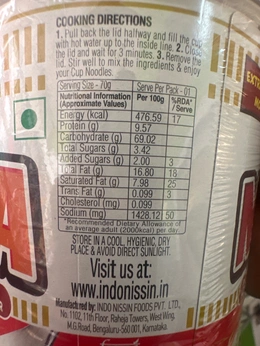 COOKING DIRECTIONS
1. Pull back the lid halfway and fill the cup
with hot water up to the inside line. 2. Close
the lid and wait for 3 minutes. 3. Remove the
lid. Stir well to mix the ingredients & enjoy
your Cup Noodles.
Serving Size - 70g Serve Per Pack - 01
Nutritional Information (Approximate Values) Per 100g %RDA* / Serve
Energy (kcal) 476.59 17
Protein (g) 9.57
Carbohydrate (g) 69.02
Total Sugars (g) 3.42
Added Sugars (g) 2.00 3
Total Fat (g) 16.80 18
Saturated Fat (g) 7.98 25
Trans Fat (g) 0.099 3
Cholesterol (mg) 0.099
Sodium (mg) 1428.12 50
*Recommended Dietary Allowance of
an average adult (2000kcal) per day
STORE IN A COOL, HYGIENIC, DRY
PLACE & AVOID DIRECT SUNLIGHT.
Visit us at:
www.indonissin.in
Manufactured by: INDO NISSIN FOODS PVT. LTD.,
No. 1102, 11th Floor, Raheja Towers, West Wing,
M.G.Road, Bengaluru-560 001, Karnataka.